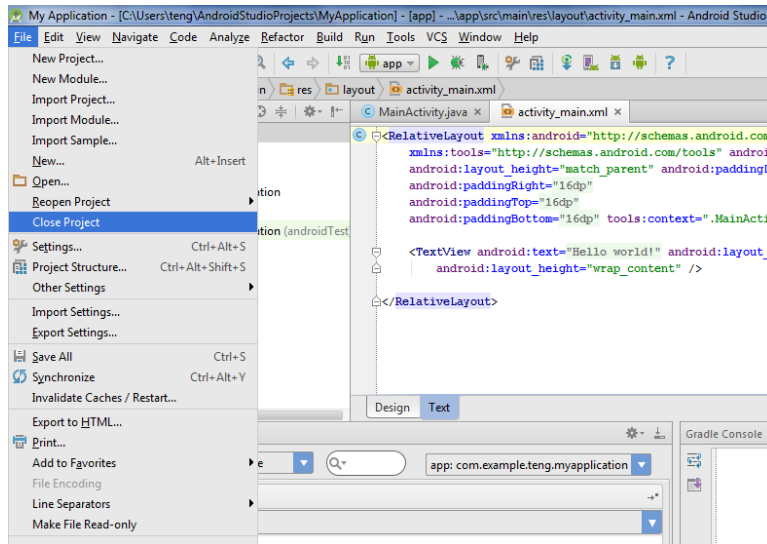 My Application - [C:\Users\teng\AndroidStudioProjects\MyApplication] - [app] - ...\app\src\main\res\layout\activity_main.xml - Android Studio
File Edit View Navigate Code Analyze Refactor Build Run Tools VCS Window Help
New Project...
New Module...
Import Project...
Import Module...
Import Sample...
New... Alt+Insert
Open...
Reopen Project
Close Project
Settings... Ctrl+Alt+S
Project Structure... Ctrl+Alt+Shift+S
Other Settings
Import Settings...
Export Settings...
Save All Ctrl+S
Synchronize Ctrl+Alt+Y
Invalidate Caches / Restart...
Export to HTML...
Print...
Add to Favorites
File Encoding
Line Separators
Make File Read-only
app
n res layout activity_main.xml
MainActivity.java activity_main.xml
ation
ation (androidTest
<RelativeLayout xmlns:android="http://schemas.android.com
xmlns:tools="http://schemas.android.com/tools" androi
android:layout_height="match_parent" android:paddingL
android:paddingRight="16dp"
android:paddingTop="16dp"
android:paddingBottom="16dp" tools:context=".MainActi
<TextView android:text="Hello world!" android:layout_
android:layout_height="wrap_content" />
</RelativeLayout>
Design Text
Gradle Console
e app: com.example.teng.myapplication